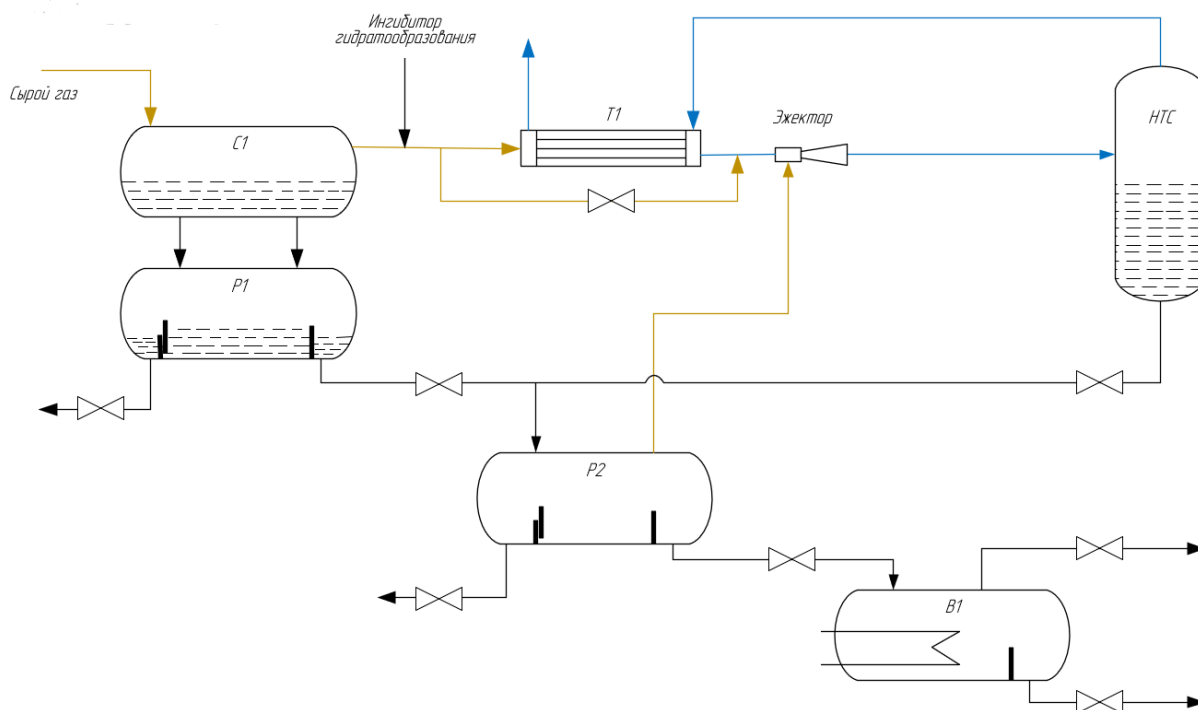 Ингибитор
гидратообразования
Сырой газ
С1
Т1
Эжектор
НТС
Р1
Р2
В1